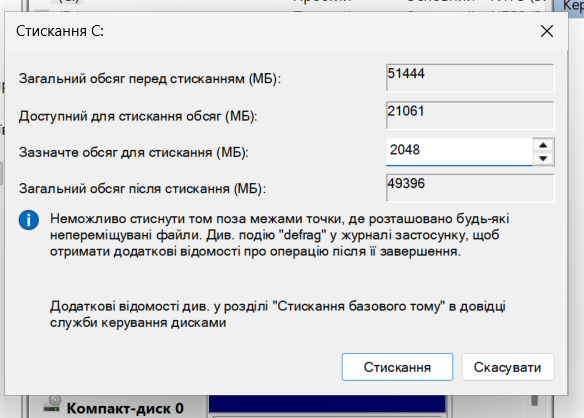 Стискання C:
Загальний обсяг перед стисканням (МБ):
51444
Доступний для стискання обсяг (МБ):
21061
Зазначте обсяг для стискання (МБ):
2048
Загальний обсяг після стискання (МБ):
49396
Неможливо стиснути том поза межами точки, де розташовано будь-які
непереміщувані файли. Див. подію "defrag" у журналі застосунку, щоб
отримати додаткові відомості про операцію після її завершення.
Додаткові відомості див. у розділі "Стискання базового тому" в довідці
служби керування дисками
Стискання
Скасувати
Компакт-диск 0